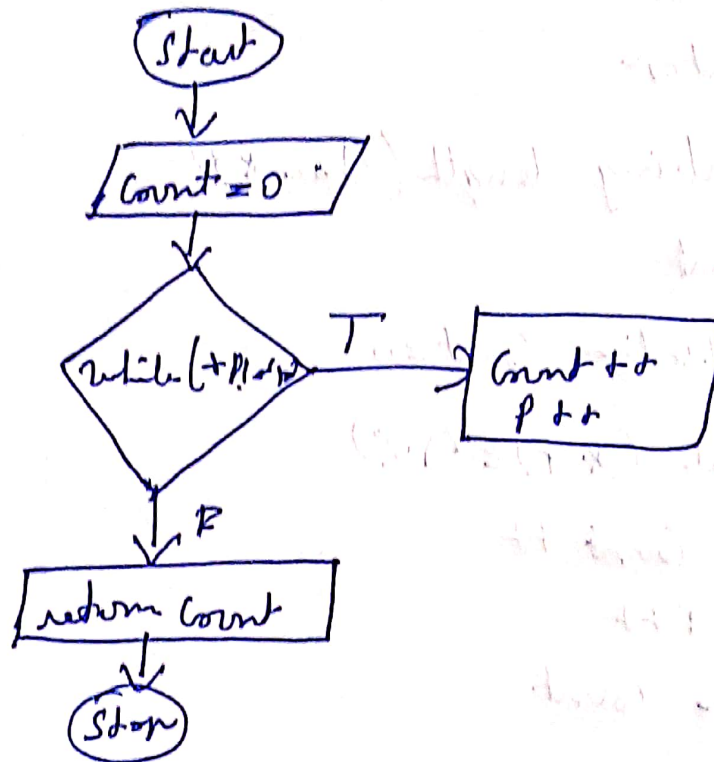 Start
Count = 0
T
while (*P!='\0')
Count ++
P ++
F
return Count
Stop